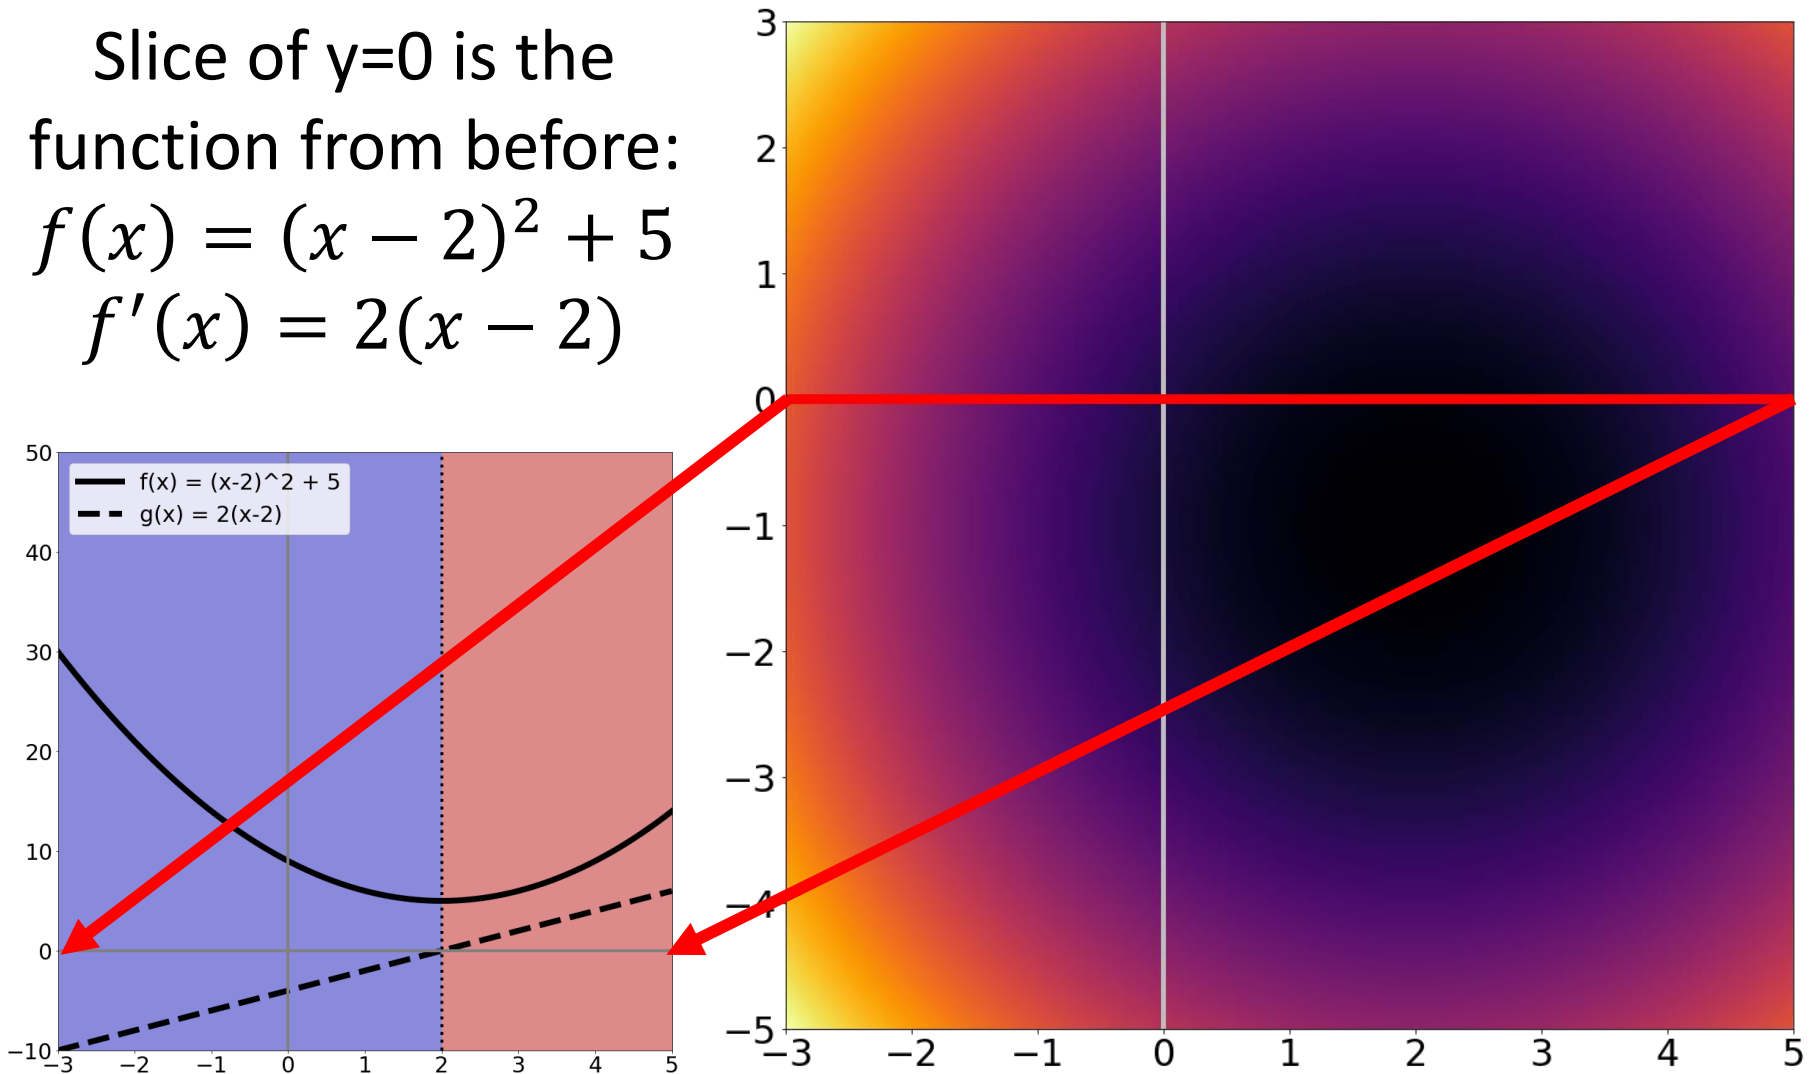 Slice of y=0 is the
function from before:
f(x) = (x − 2)² + 5
f′(x) = 2(x − 2)
50
40
30
20
10
0
−10
f(x) = (x-2)^2 + 5
g(x) = 2(x-2)
−3 −2 −1 0 1 2 3 4 5
3
2
1
0
−1
−2
−3
−4
−5
−3 −2 −1 0 1 2 3 4 5